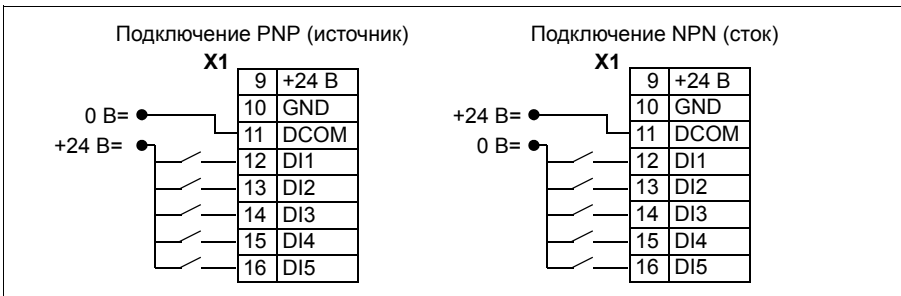 Подключение PNP (источник)
X1
9 +24 В
10 GND
0 В=
11 DCOM
+24 В=
12 DI1
13 DI2
14 DI3
15 DI4
16 DI5
Подключение NPN (сток)
X1
9 +24 В
10 GND
+24 В=
11 DCOM
0 В=
12 DI1
13 DI2
14 DI3
15 DI4
16 DI5